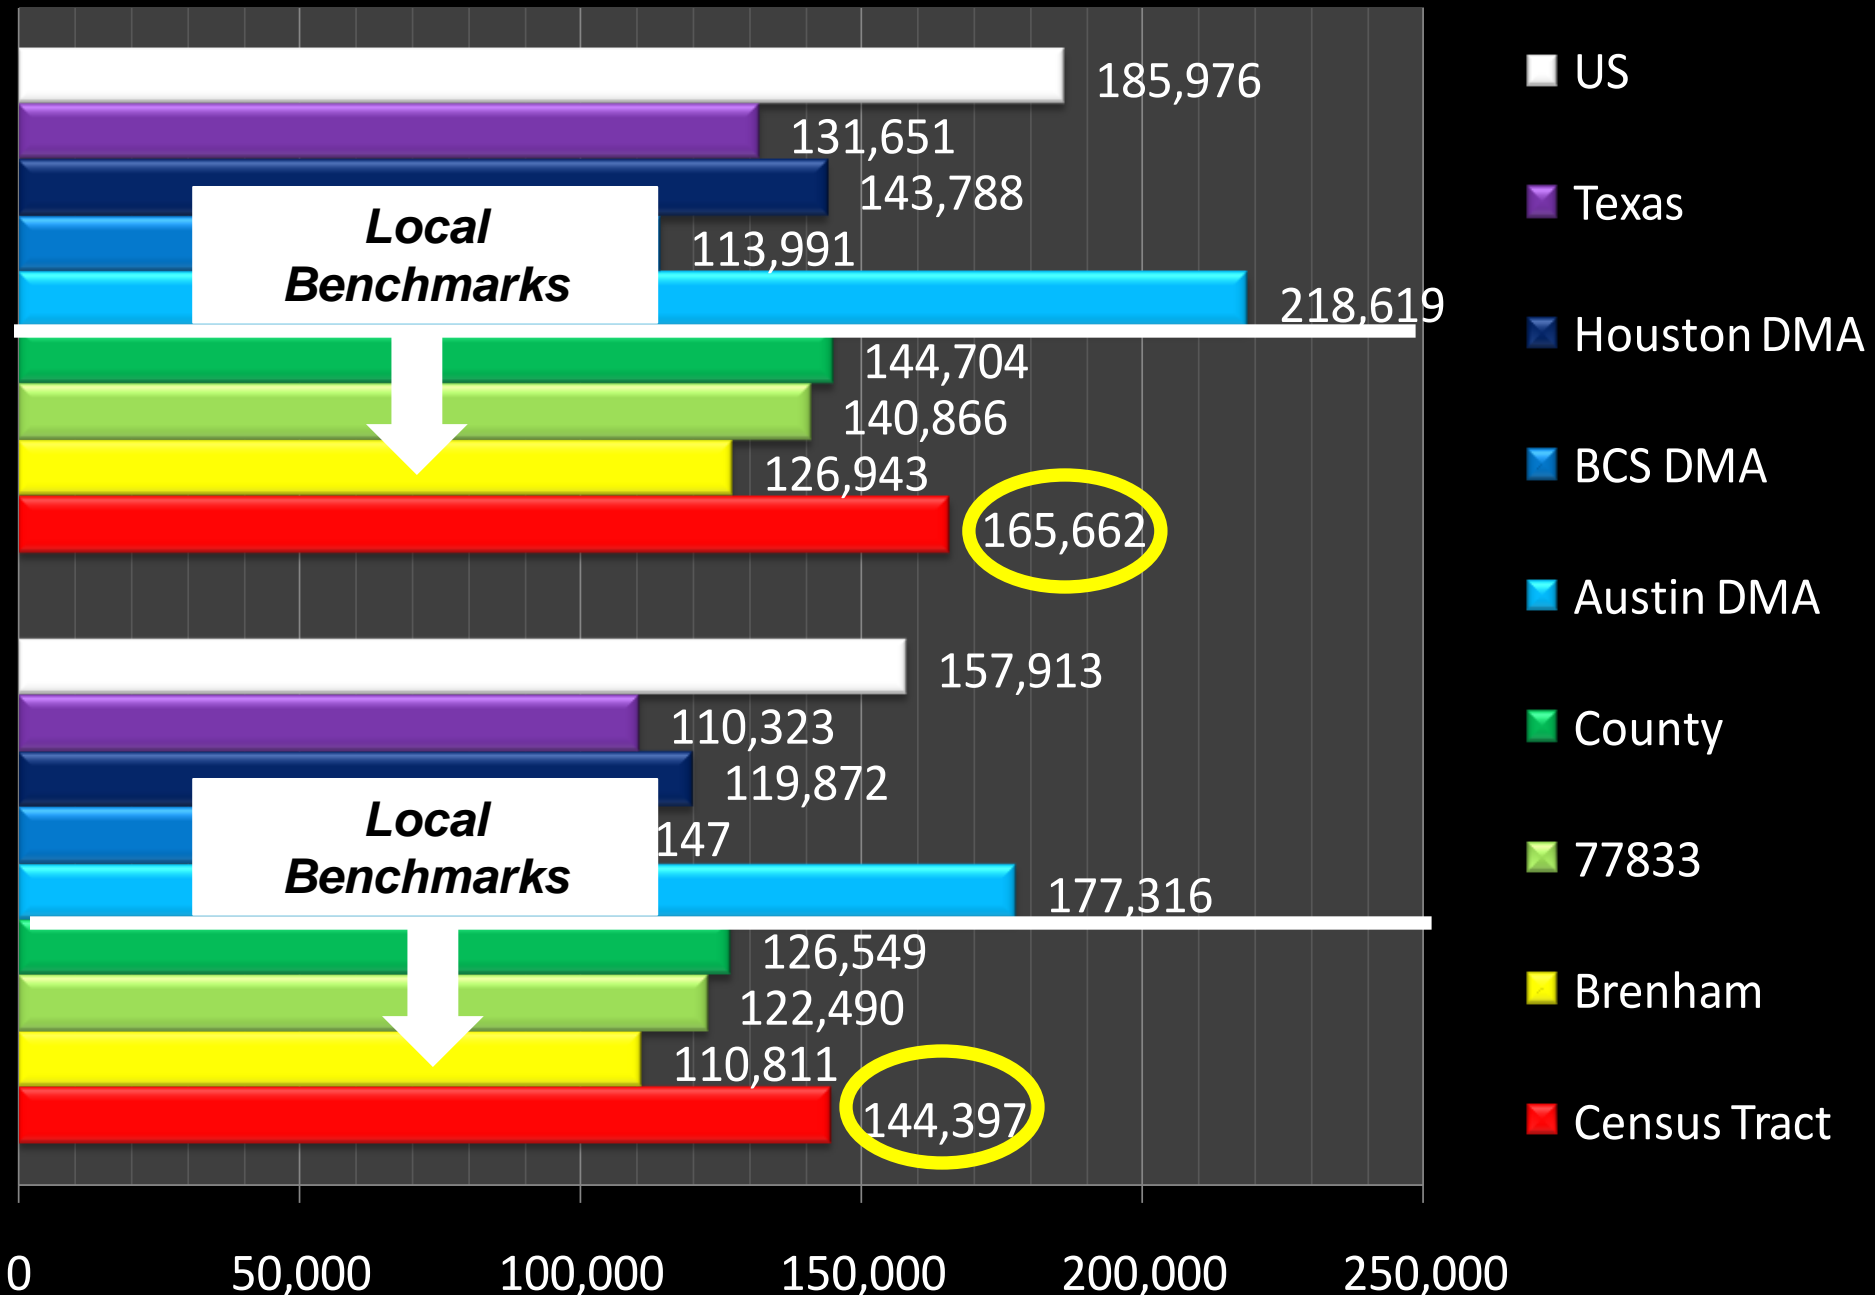 185,976
131,651
143,788
113,991
218,619
Local
Benchmarks
144,704
140,866
126,943
165,662
157,913
110,323
119,872
147
177,316
Local
Benchmarks
126,549
122,490
110,811
144,397
0
50,000
100,000
150,000
200,000
250,000
US
Texas
Houston DMA
BCS DMA
Austin DMA
County
77833
Brenham
Census Tract